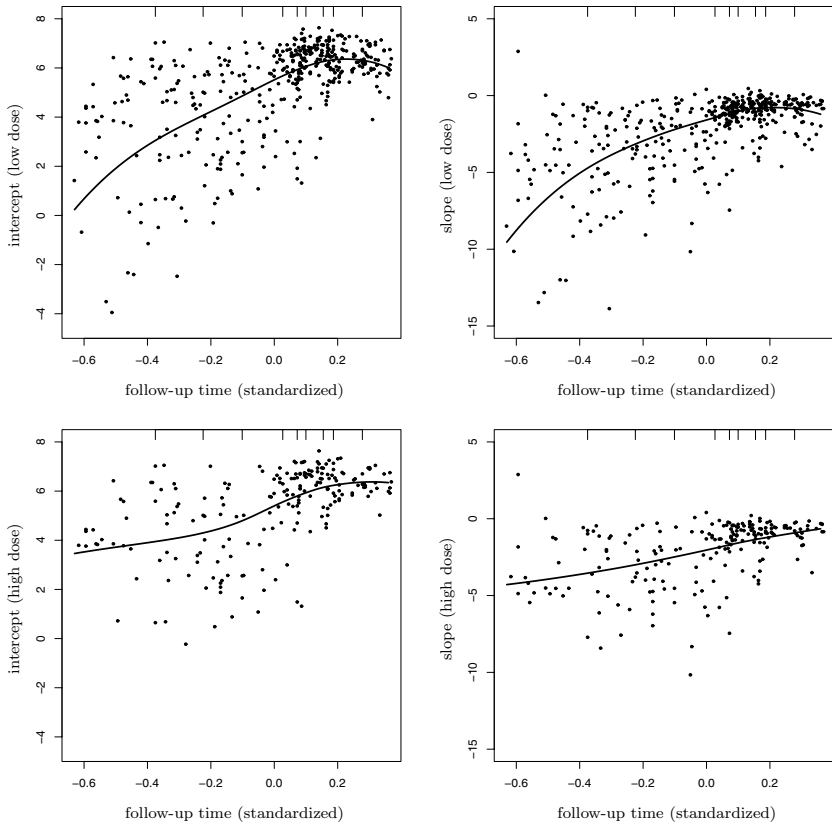 intercept (low dose)
8
6
4
2
0
−2
−4
−0.6 −0.4 −0.2 0.0 0.2
follow-up time (standardized)
slope (low dose)
5
0
−5
−10
−15
−0.6 −0.4 −0.2 0.0 0.2
follow-up time (standardized)
intercept (high dose)
8
6
4
2
0
−2
−4
−0.6 −0.4 −0.2 0.0 0.2
follow-up time (standardized)
slope (high dose)
5
0
−5
−10
−15
−0.6 −0.4 −0.2 0.0 0.2
follow-up time (standardized)